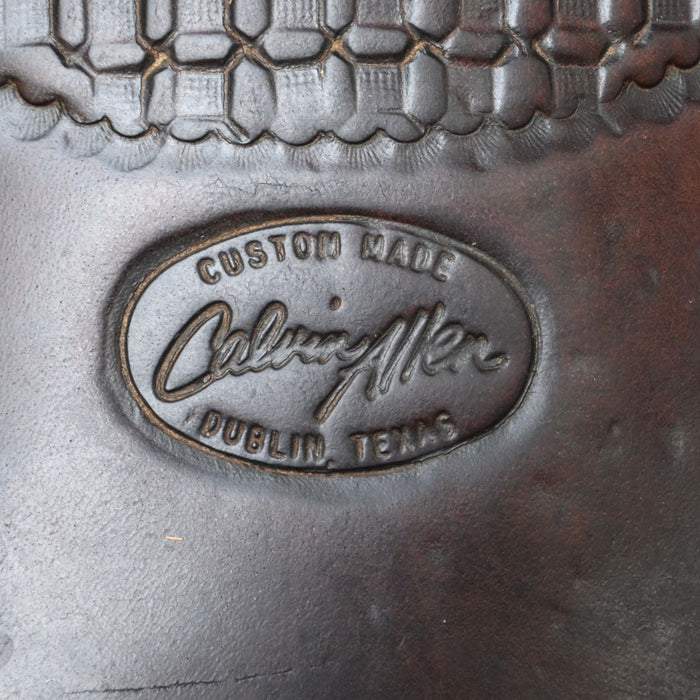 CUSTOM MADE
Calvin Allen
DUBLIN, TEXAS